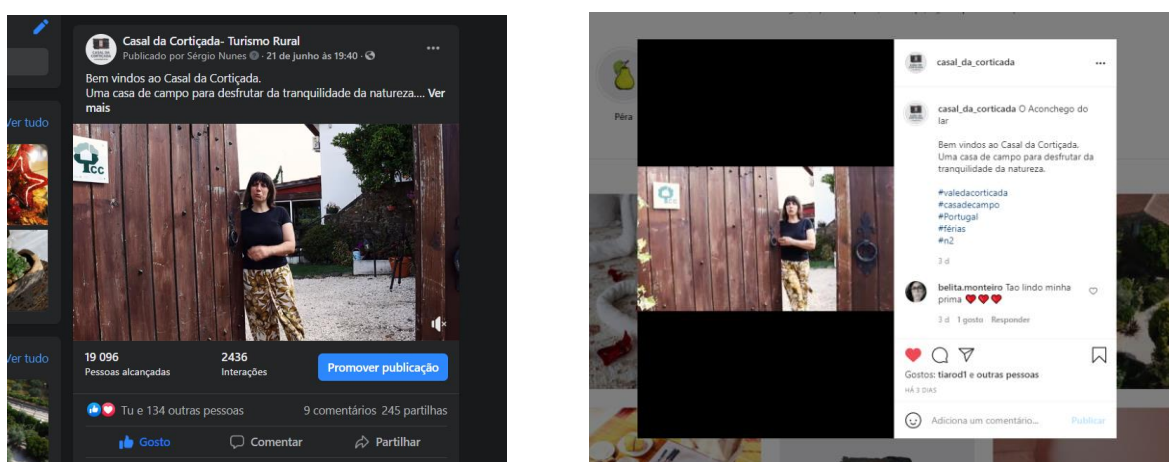 Casal da Cortiçada- Turismo Rural
Publicado por Sérgio Nunes · 21 de junho às 19:40 ·
Bem vindos ao Casal da Cortiçada.
Uma casa de campo para desfrutar da tranquilidade da natureza.... Ver
mais
Ver tudo
CC
19 096
Pessoas alcançadas
2436
Interações
Promover publicação
Ver tudo
Tu e 134 outras pessoas
9 comentários 245 partilhas
Gosto
Comentar
Partilhar
Pêra
casal_da_corticada
casal_da_corticada O Aconchego do
lar
Bem vindos ao Casal da Cortiçada.
Uma casa de campo para desfrutar da
tranquilidade da natureza.
#valedacorticada
#casadecampo
#Portugal
#férias
#n2
3 d
belita.monteiro Tao lindo minha
prima
3 d 1 gosto Responder
Gostos: tiarod1 e outras pessoas
HÁ 3 DIAS
Adiciona um comentário...
Publicar